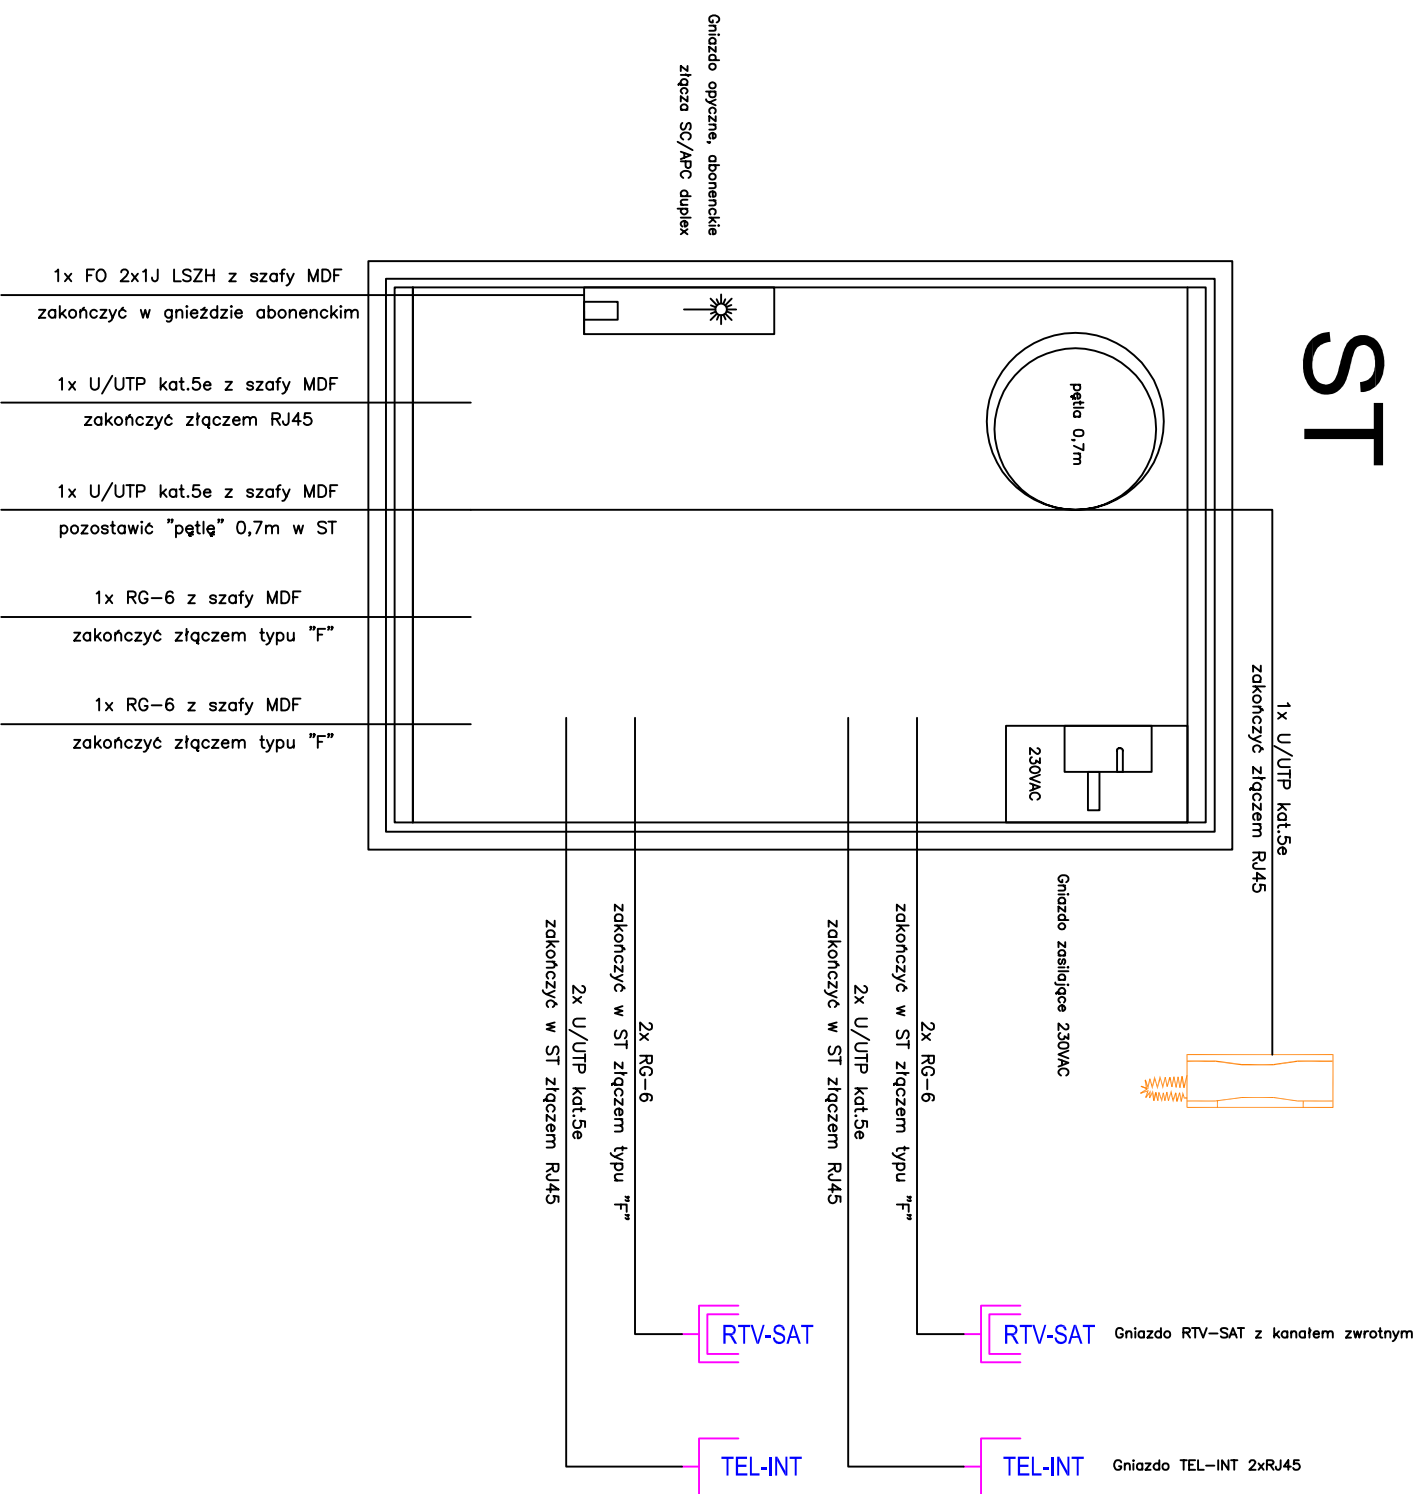 ST
Gniazdo opyczne, abonenckie
złącza SC/APC duplex
1x FO 2x1J LSZH z szafy MDF
zakończyć w gnieździe abonenckim
1x U/UTP kat.5e z szafy MDF
zakończyć złączem RJ45
1x U/UTP kat.5e z szafy MDF
pozostawić "pętlę" 0,7m w ST
1x RG-6 z szafy MDF
zakończyć złączem typu "F"
1x RG-6 z szafy MDF
zakończyć złączem typu "F"
pętla 0,7m
230VAC
Gniazdo zasilające 230VAC
1x U/UTP kat.5e
zakończyć złączem RJ45
2x U/UTP kat.5e
zakończyć w ST złączem RJ45
2x RG-6
zakończyć w ST złączem typu "F"
2x U/UTP kat.5e
zakończyć w ST złączem RJ45
2x RG-6
zakończyć w ST złączem typu "F"
RTV-SAT
RTV-SAT
Gniazdo RTV-SAT z kanałem zwrotnym
TEL-INT
TEL-INT
Gniazdo TEL-INT 2xRJ45